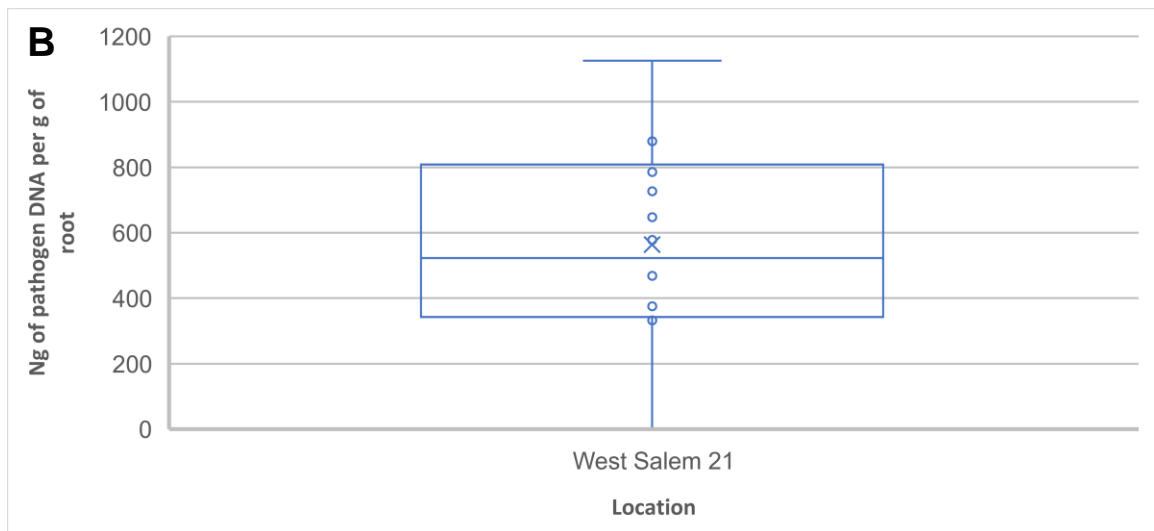 B
1200
1000
800
600
400
200
0
Ng of pathogen DNA per g of
root
West Salem 21
Location